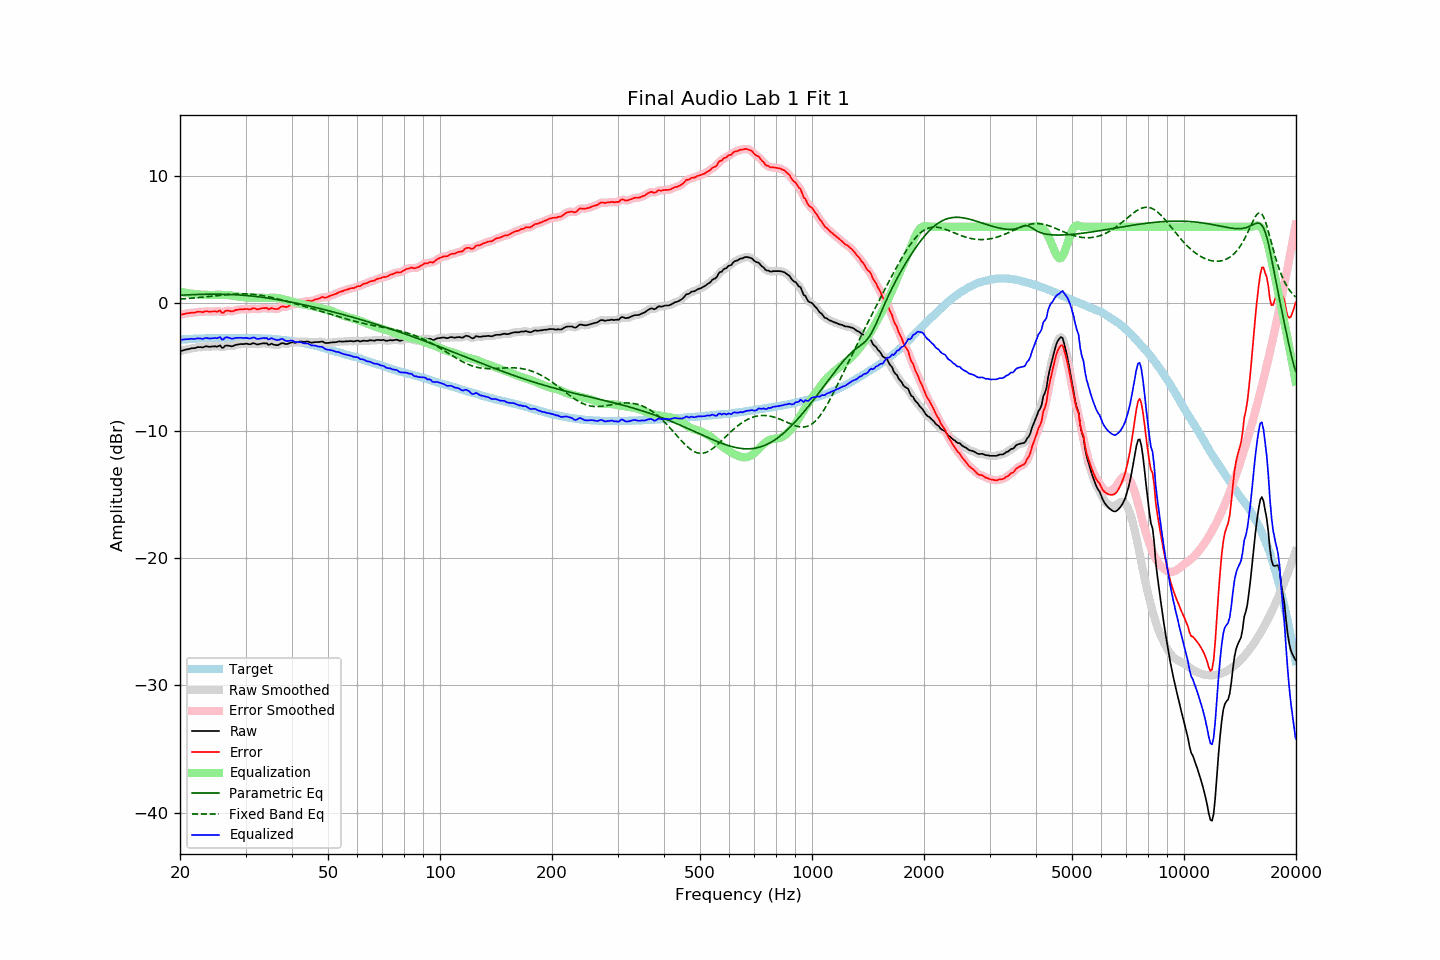 Final Audio Lab 1 Fit 1
Amplitude (dBr)
10
0
−10
−20
−30
−40
Target
Raw Smoothed
Error Smoothed
Raw
Error
Equalization
Parametric Eq
Fixed Band Eq
Equalized
20 50 100 200 500 1000 2000 5000 10000 20000
Frequency (Hz)